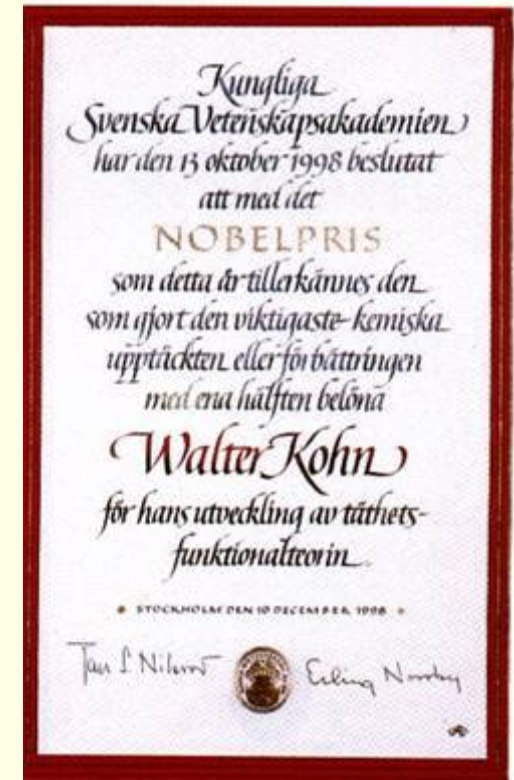 Kungliga
Svenska Vetenskapsakademien
har den 13 oktober 1998 beslutat
att med det
NOBELPRIS
som detta år tillerkännes den
som gjort den viktigaste kemiska
upptäckten eller förbättringen
med ena hälften belöna
Walter Kohn
för hans utveckling av täthets-
funktionalteorin
STOCKHOLM DEN 10 DECEMBER 1998
Erling Norrby